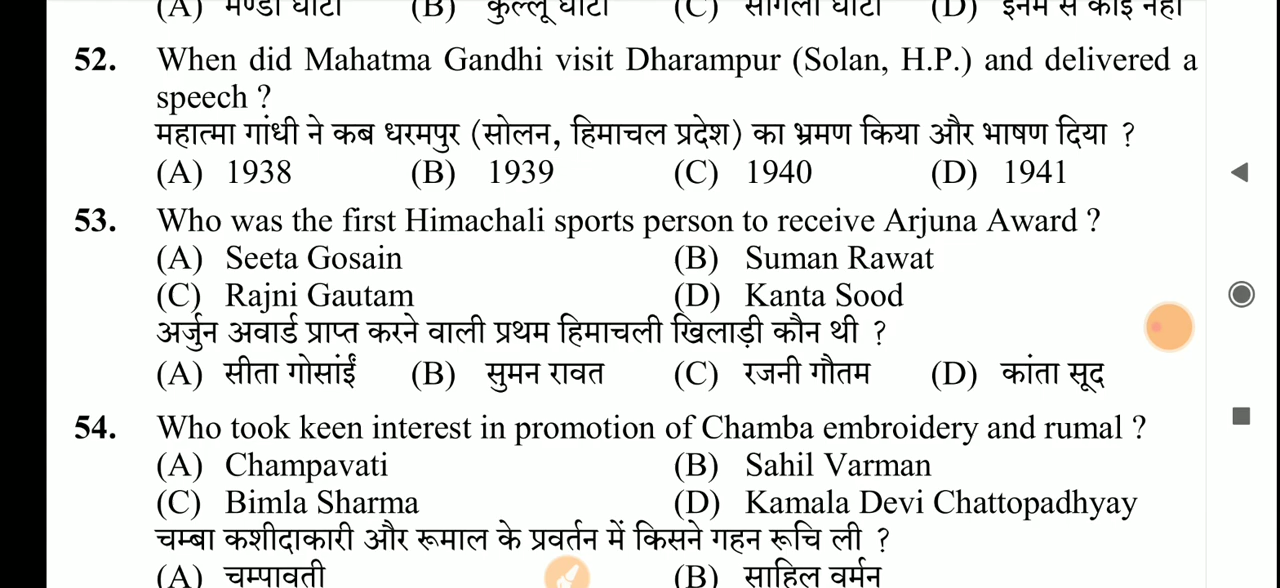 (A) मण्डी घाटी (B) कुल्लू घाटी (C) सांगला घाटी (D) इनमें से कोई नहीं
52. When did Mahatma Gandhi visit Dharampur (Solan, H.P.) and delivered a
speech ?
महात्मा गांधी ने कब धरमपुर (सोलन, हिमाचल प्रदेश) का भ्रमण किया और भाषण दिया ?
(A) 1938 (B) 1939 (C) 1940 (D) 1941
53. Who was the first Himachali sports person to receive Arjuna Award ?
(A) Seeta Gosain (B) Suman Rawat
(C) Rajni Gautam (D) Kanta Sood
अर्जुन अवार्ड प्राप्त करने वाली प्रथम हिमाचली खिलाड़ी कौन थी ?
(A) सीता गोसांईं (B) सुमन रावत (C) रजनी गौतम (D) कांता सूद
54. Who took keen interest in promotion of Chamba embroidery and rumal ?
(A) Champavati (B) Sahil Varman
(C) Bimla Sharma (D) Kamala Devi Chattopadhyay
चम्बा कशीदाकारी और रूमाल के प्रवर्तन में किसने गहन रूचि ली ?
(A) चम्पावती (B) साहिल वर्मन